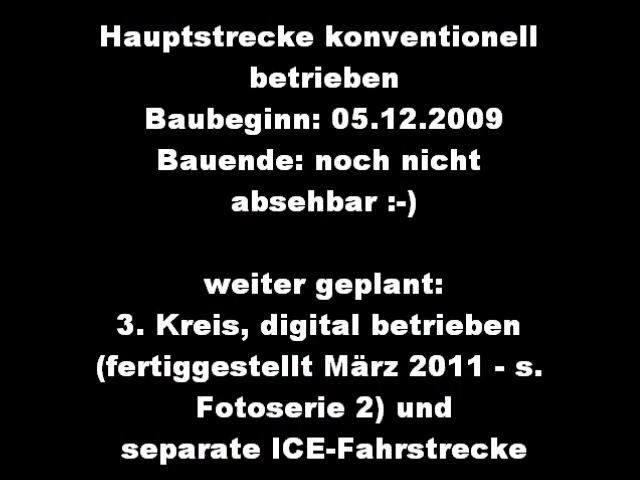 Hauptstrecke konventionell
betrieben
Baubeginn: 05.12.2009
Bauende: noch nicht
absehbar :-)
weiter geplant:
3. Kreis, digital betrieben
(fertiggestellt März 2011 - s.
Fotoserie 2) und
separate ICE-Fahrstrecke